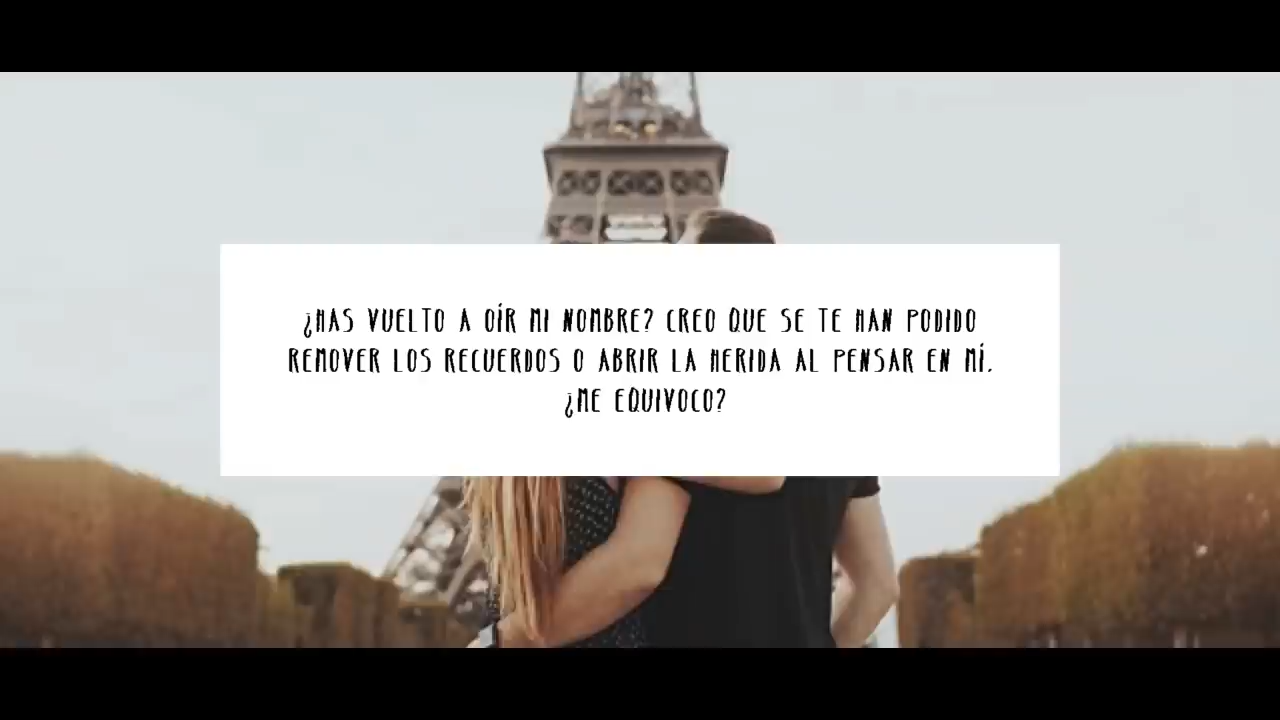 ¿HAS VUELTO A OÍR MI NOMBRE? CREO QUE SE TE HAN PODIDO
REMOVER LOS RECUERDOS O ABRIR LA HERIDA AL PENSAR EN MÍ.
¿ME EQUIVOCO?